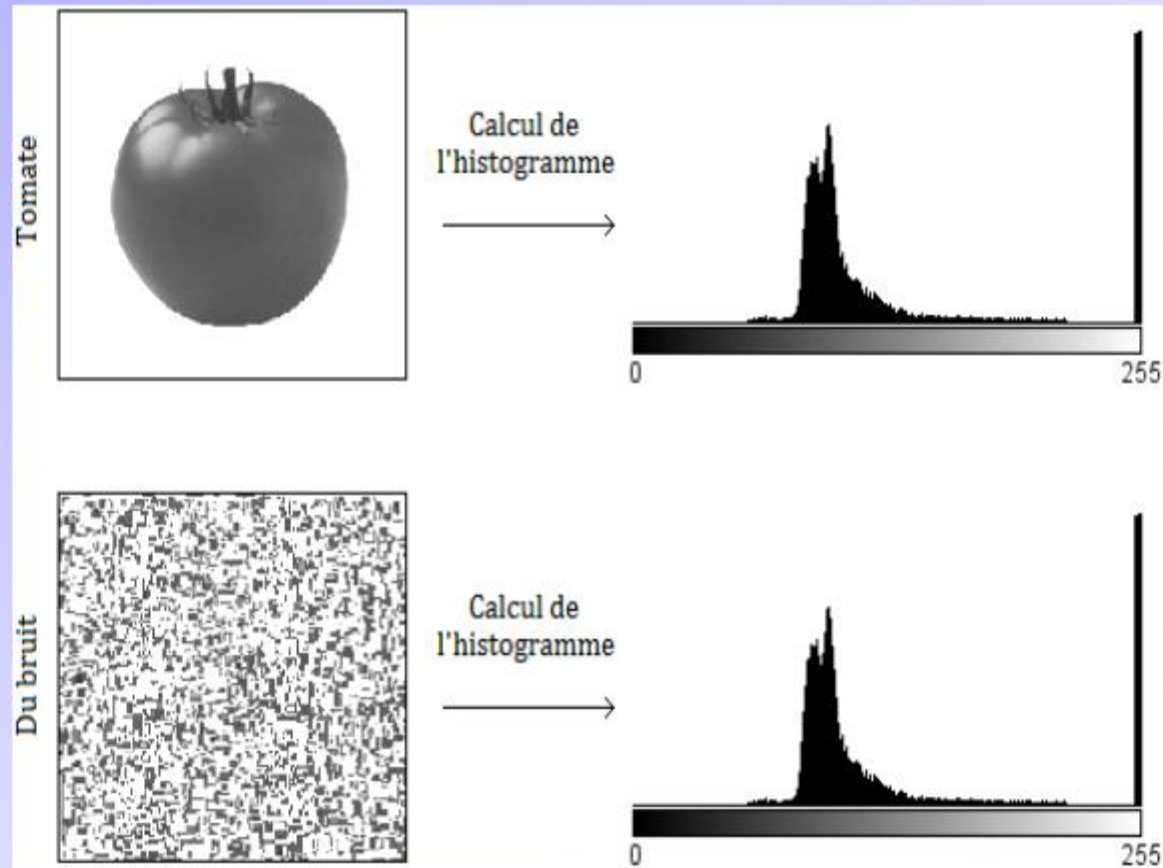 Tomate
Calcul de
l'histogramme
0
255
Du bruit
Calcul de
l'histogramme
0
255